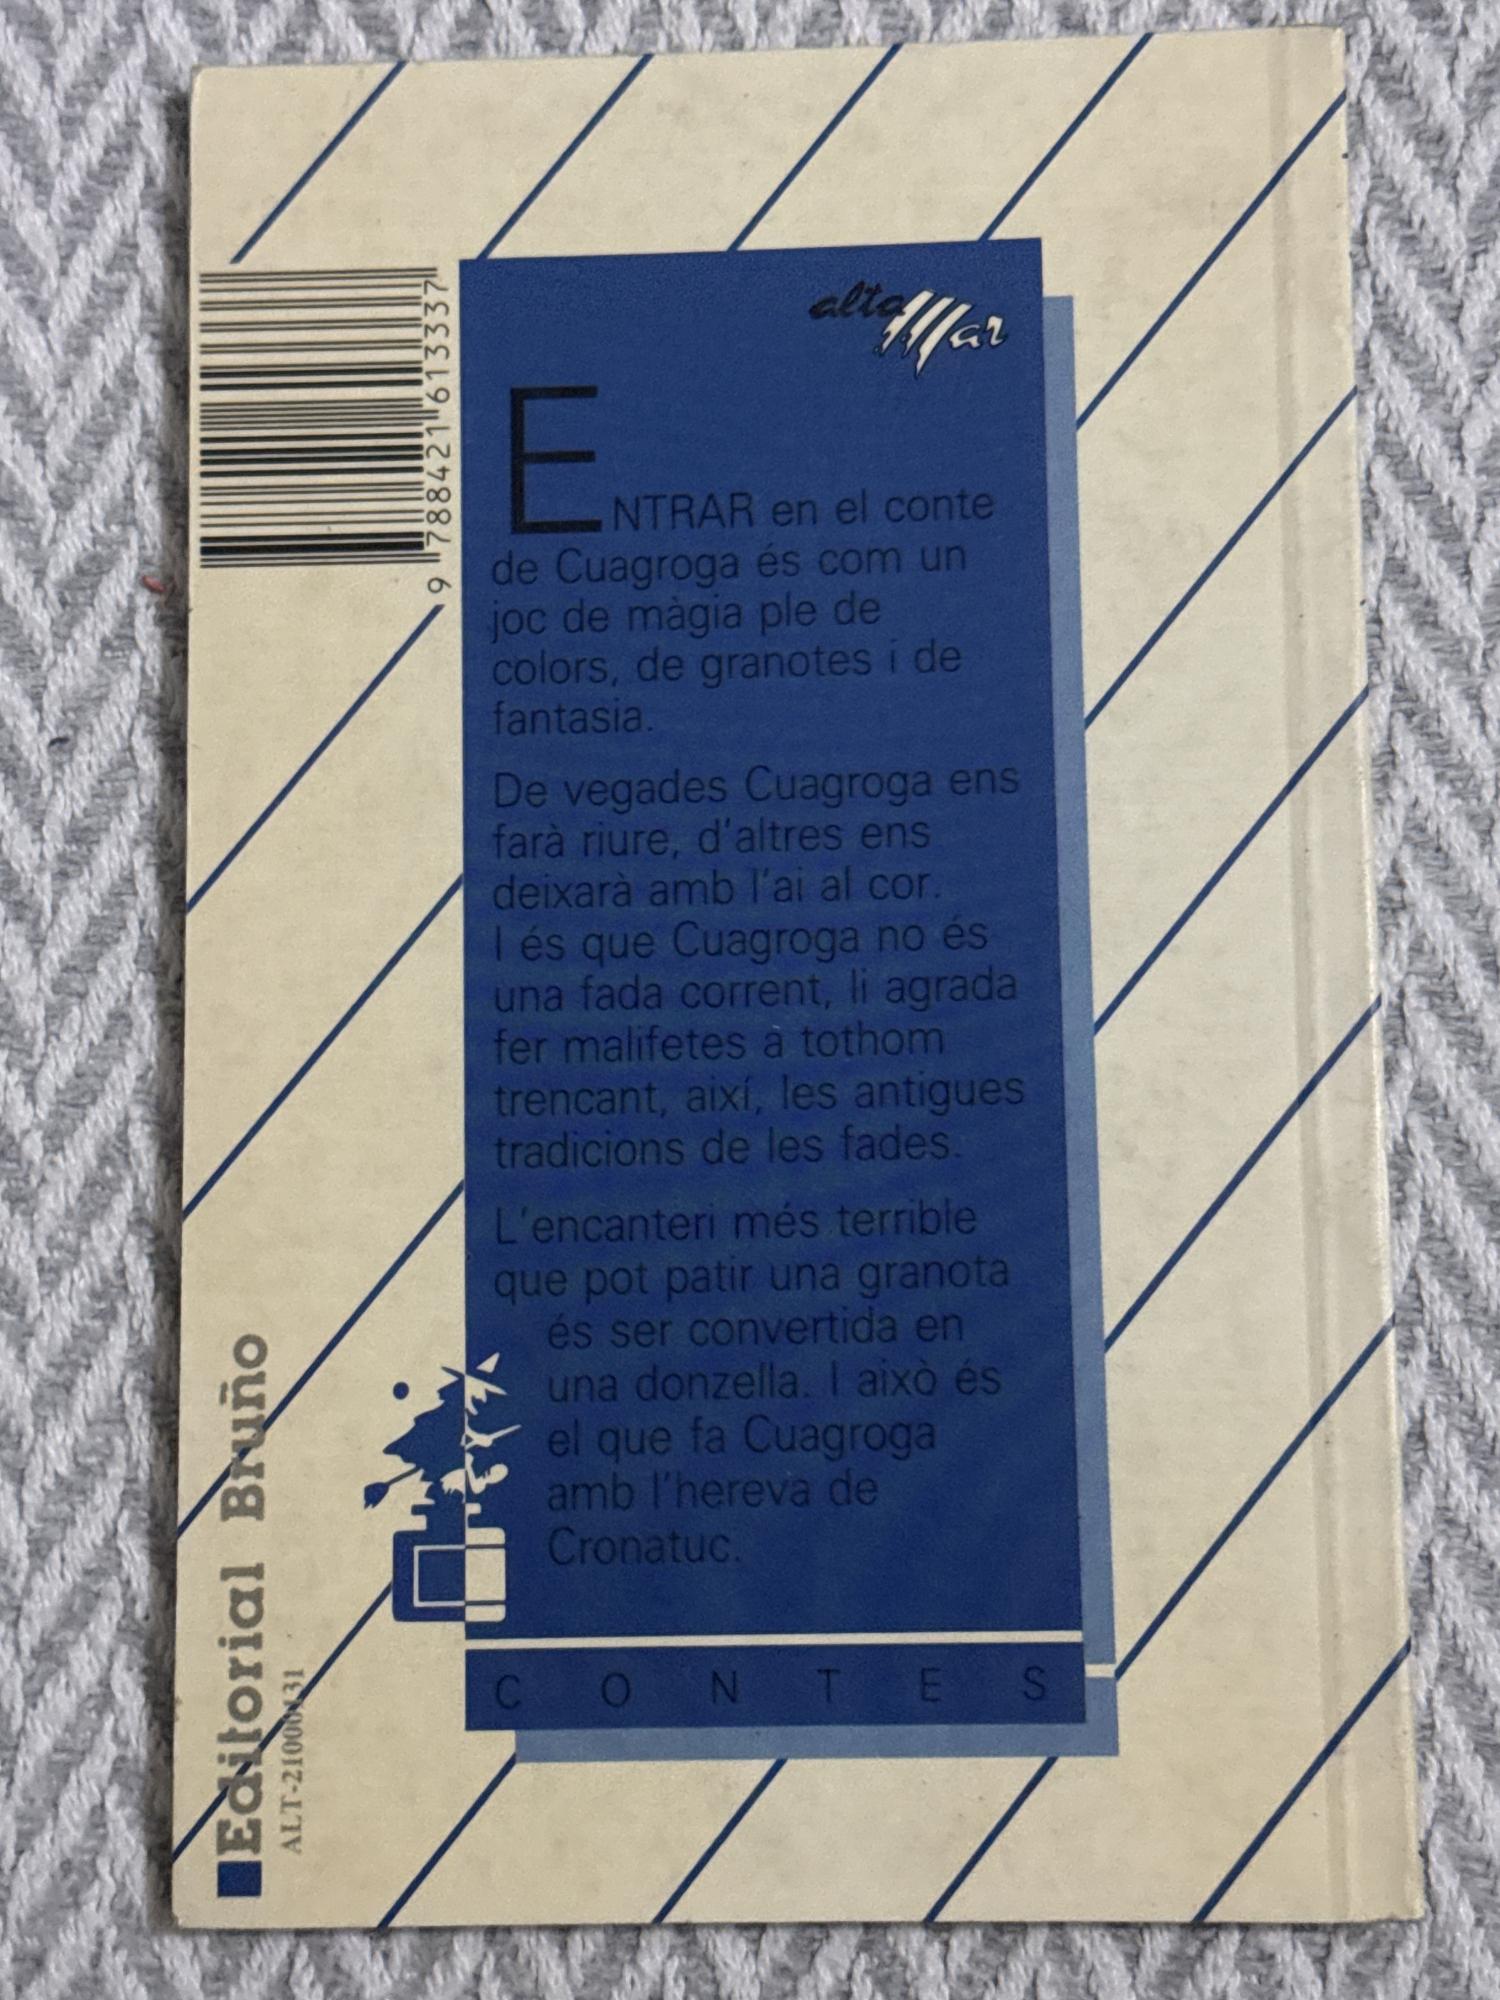 alta Mar
ENTRAR en el conte
de Cuagroga és com un
joc de màgia ple de
colors, de granotes i de
fantasia.
De vegades Cuagroga ens
farà riure, d'altres ens
deixarà amb l'ai al cor.
I és que Cuagroga no és
una fada corrent, li agrada
fer malifetes a tothom
trencant, així, les antigues
tradicions de les fades.
L'encanteri més terrible
que pot patir una granota
és ser convertida en
una donzella. I això és
el que fa Cuagroga
amb l'hereva de
Cronatuc.
CONTES
9 788421 613337
Editorial Bruño
ALT-21000131